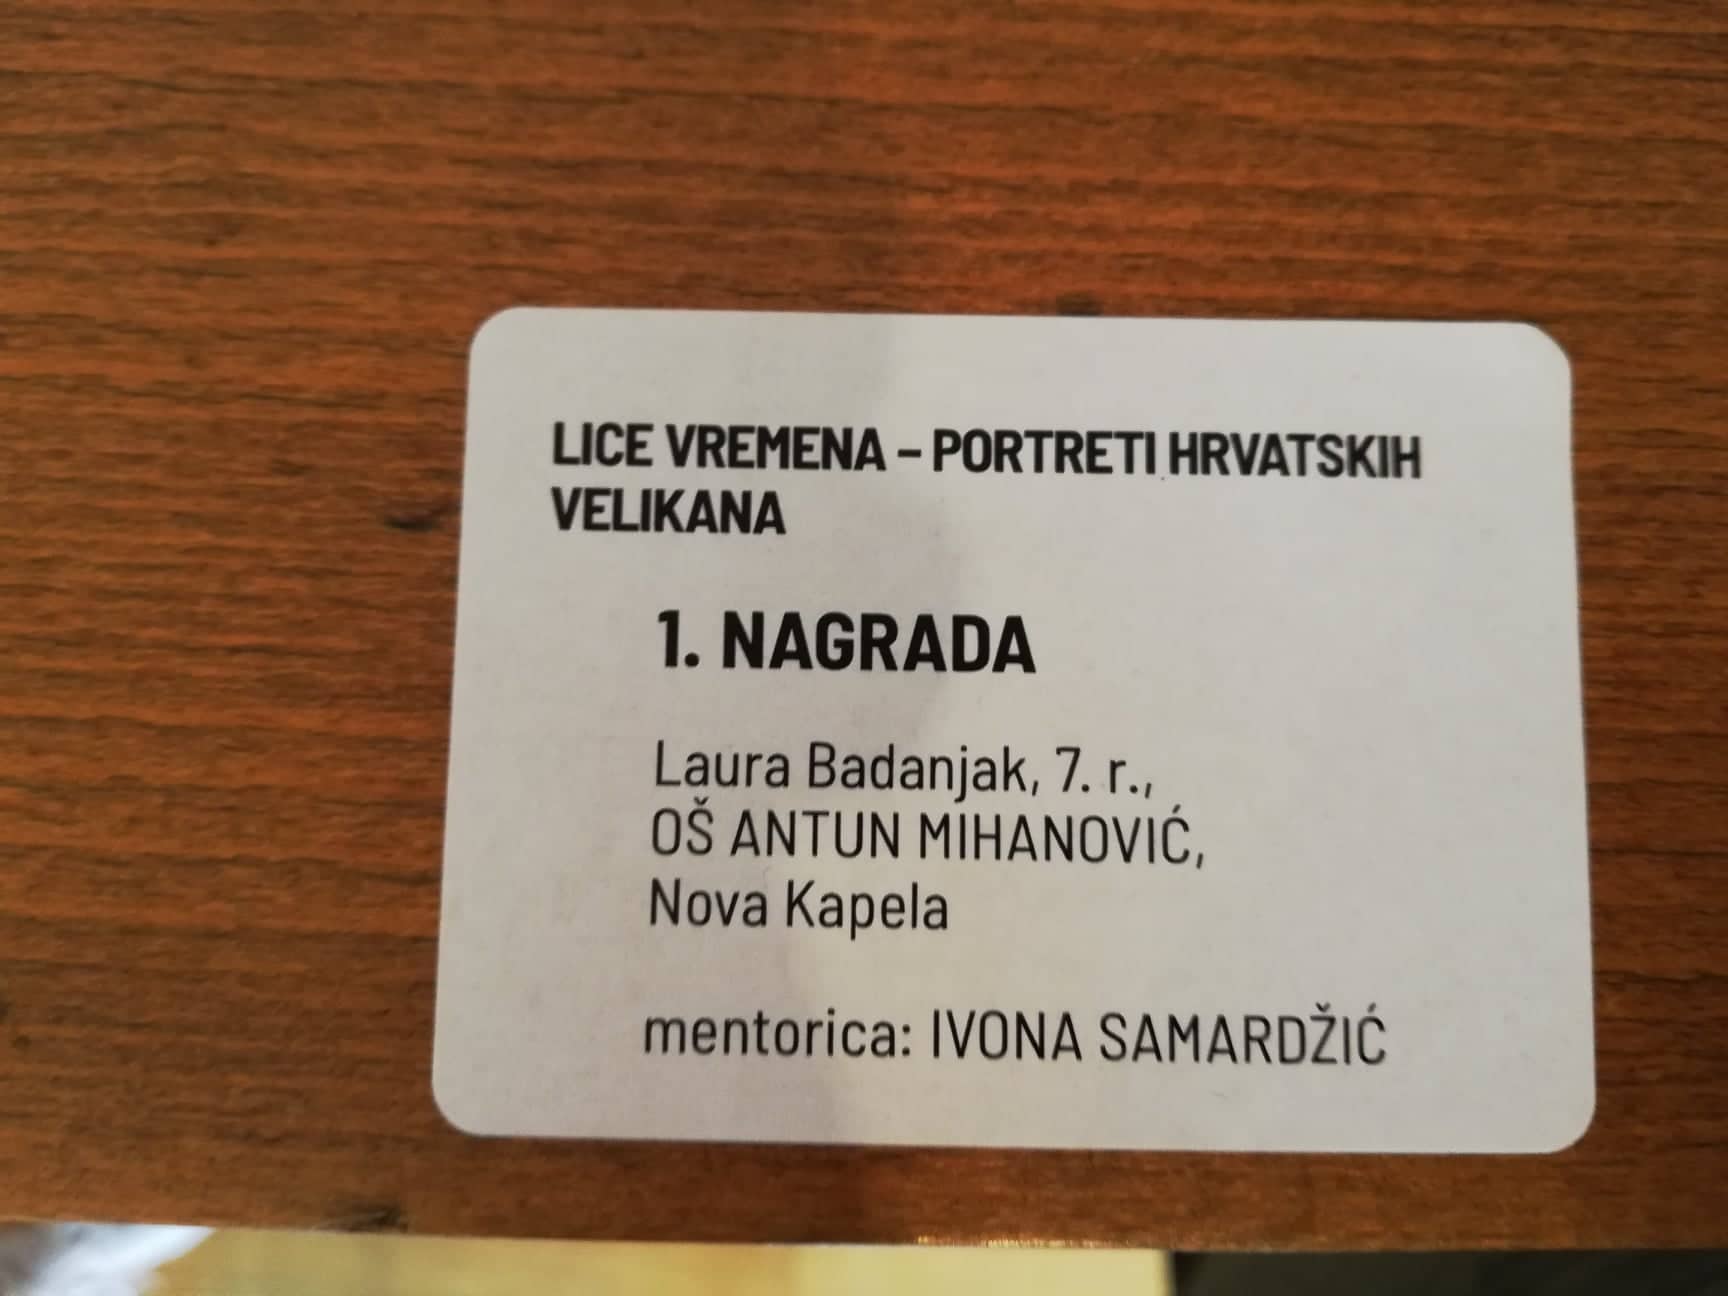 LICE VREMENA – PORTRETI HRVATSKIH
VELIKANA
1. NAGRADA
Laura Badanjak, 7. r.,
OŠ ANTUN MIHANOVIĆ,
Nova Kapela
mentorica: IVONA SAMARDŽIĆ